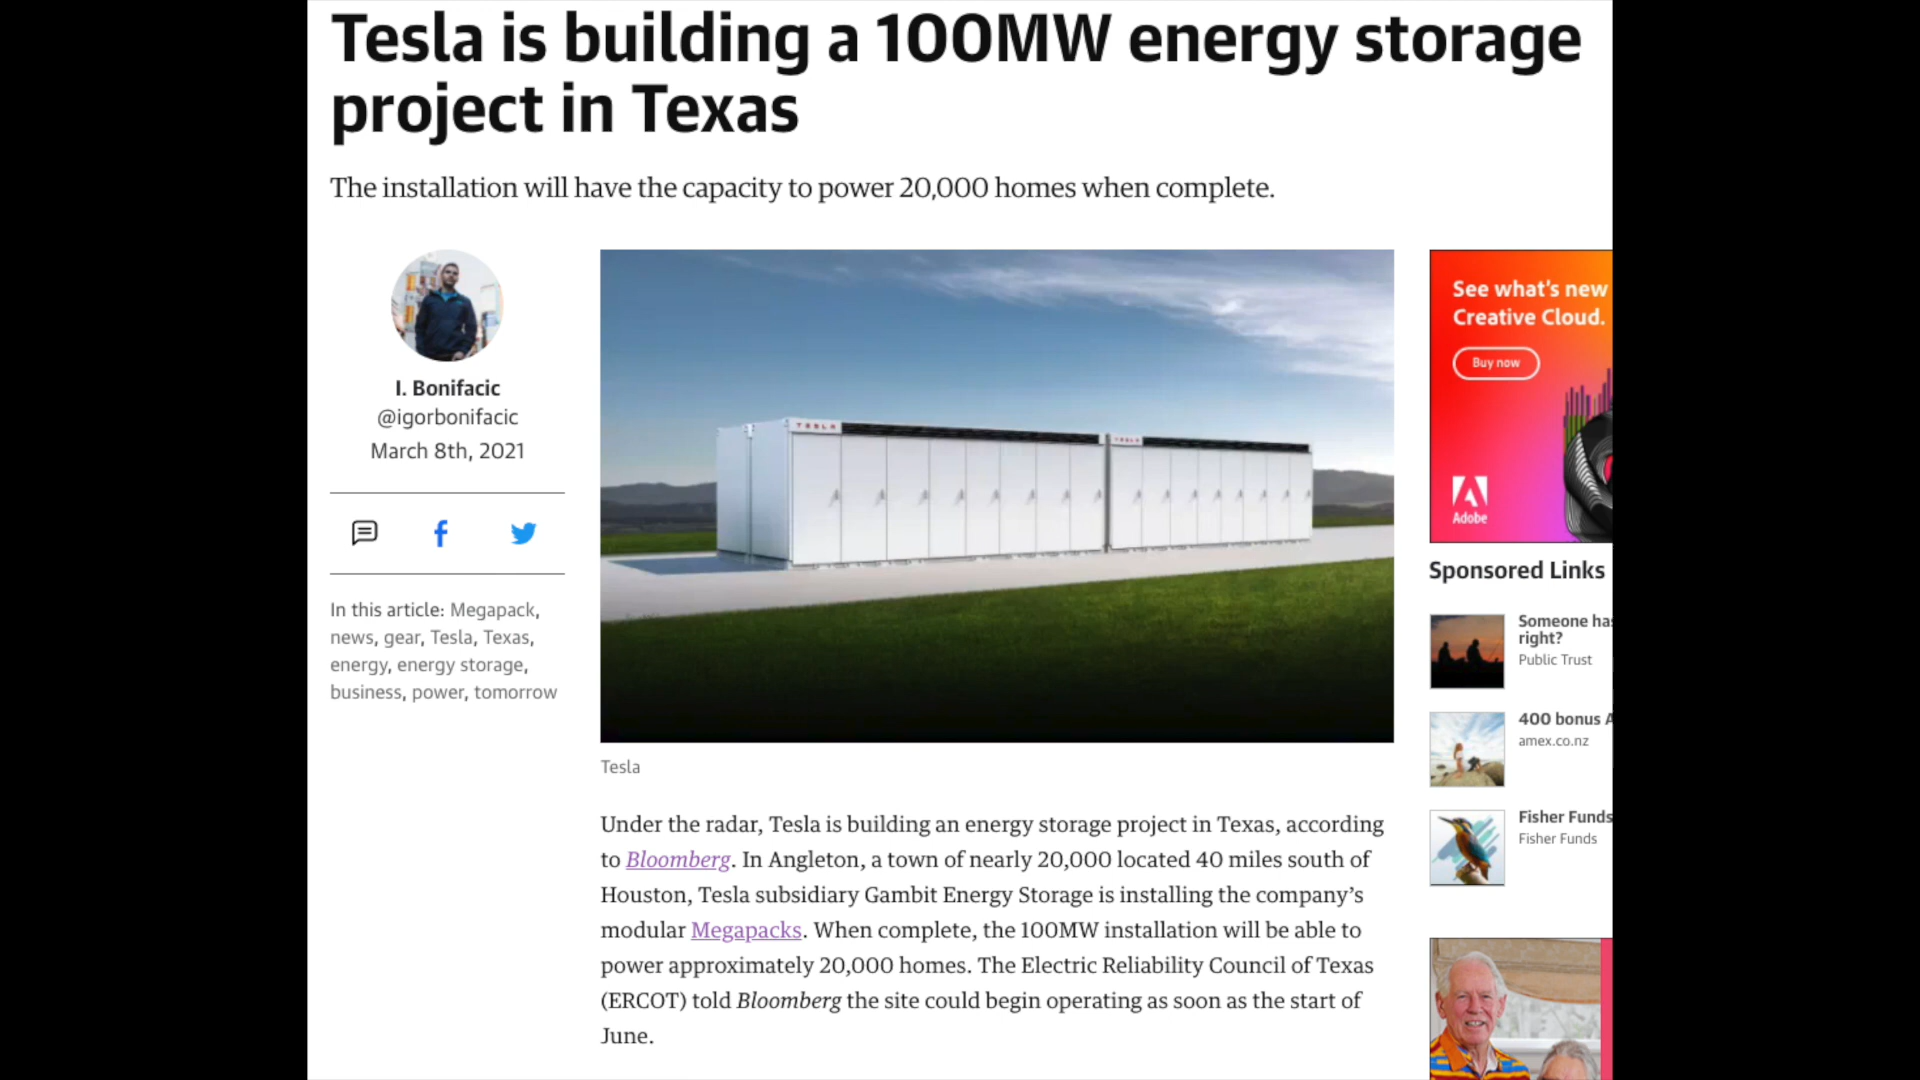 Tesla is building a 100MW energy storage
project in Texas
The installation will have the capacity to power 20,000 homes when complete.
I. Bonifacic
@igorbonifacic
March 8th, 2021
In this article: Megapack,
news, gear, Tesla, Texas,
energy, energy storage,
business, power, tomorrow
TESLA
TESLA
Tesla
Under the radar, Tesla is building an energy storage project in Texas, according
to Bloomberg. In Angleton, a town of nearly 20,000 located 40 miles south of
Houston, Tesla subsidiary Gambit Energy Storage is installing the company's
modular Megapacks. When complete, the 100MW installation will be able to
power approximately 20,000 homes. The Electric Reliability Council of Texas
(ERCOT) told Bloomberg the site could begin operating as soon as the start of
June.
See what's new
Creative Cloud.
Buy now
Adobe
Sponsored Links
Someone has
right?
Public Trust
400 bonus A
amex.co.nz
Fisher Funds
Fisher Funds